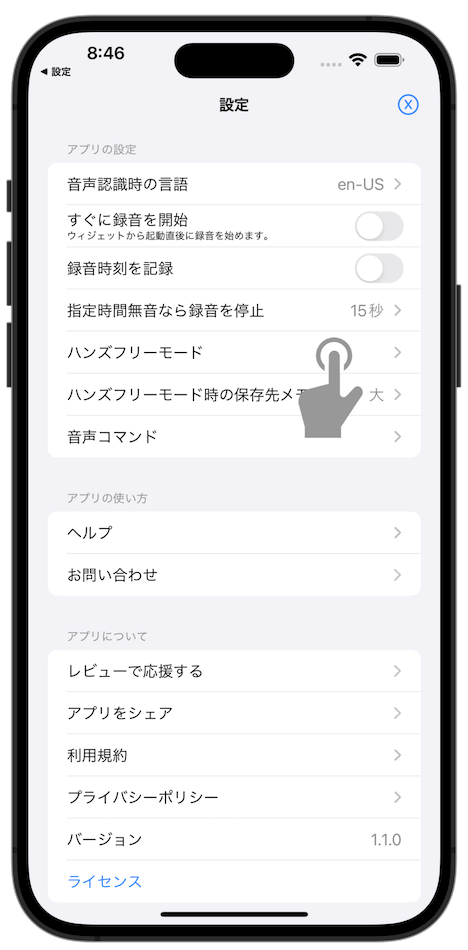 8:46
◀ 設定
設定
アプリの設定
音声認識時の言語 en-US
すぐに録音を開始
ウィジェットから起動直後に録音を始めます。
録音時刻を記録
指定時間無音なら録音を停止 15秒
ハンズフリーモード
ハンズフリーモード時の保存先メモ 大
音声コマンド
アプリの使い方
ヘルプ
お問い合わせ
アプリについて
レビューで応援する
アプリをシェア
利用規約
プライバシーポリシー
バージョン 1.1.0
ライセンス